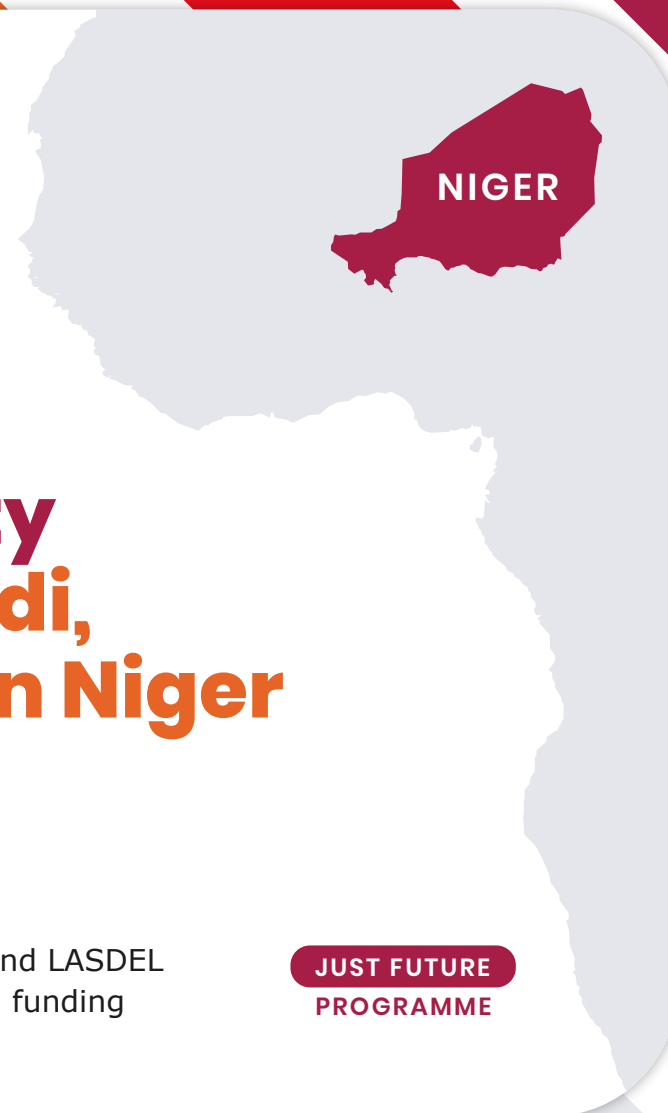 NIGER
y
di,
n Niger
nd LASDEL
funding
JUST FUTURE
PROGRAMME